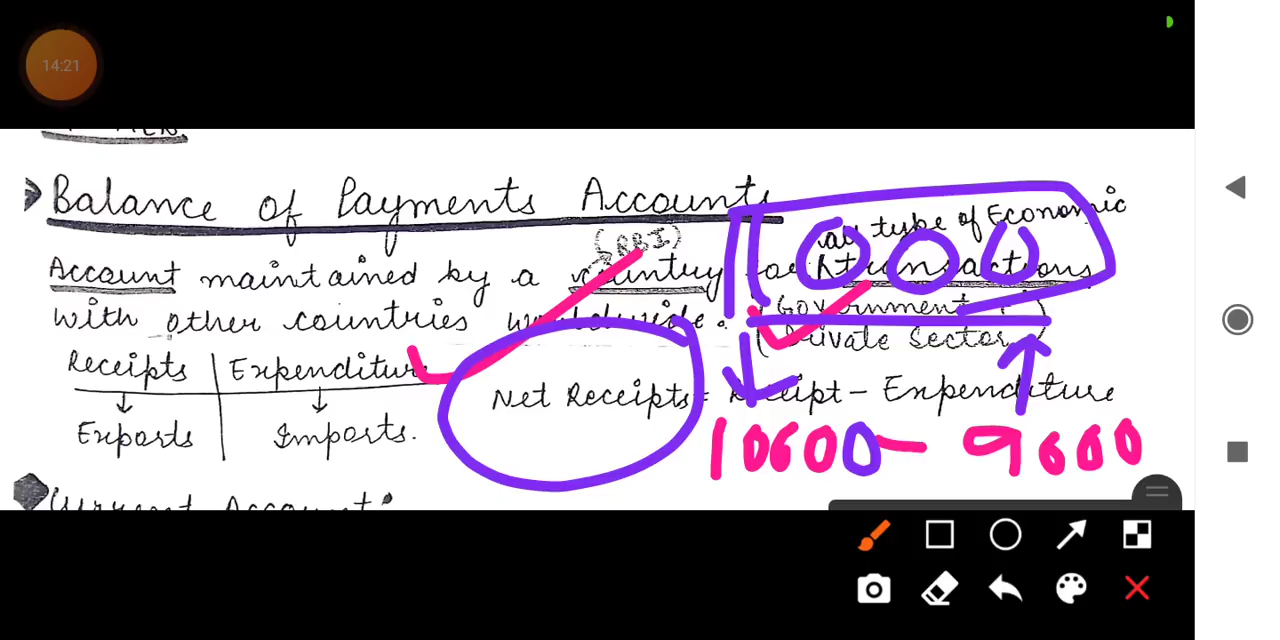 14:21
Balance of Payments Accounts
(RBI) all type of Economic
Account maintained by a country for transactions
with other countries worldwide. (Government)
(Private Sector)
Receipts | Expenditure
Exports Imports.
Net Receipts = Receipt - Expenditure
1000
10600 - 9600
Current Account: